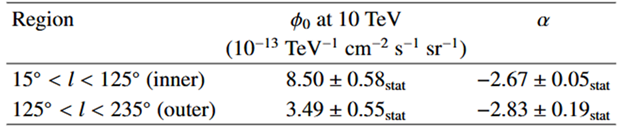 Region ϕ₀ at 10 TeV α
(10⁻¹³ TeV⁻¹ cm⁻² s⁻¹ sr⁻¹)
15° < l < 125° (inner) 8.50 ± 0.58stat −2.67 ± 0.05stat
125° < l < 235° (outer) 3.49 ± 0.55stat −2.83 ± 0.19stat